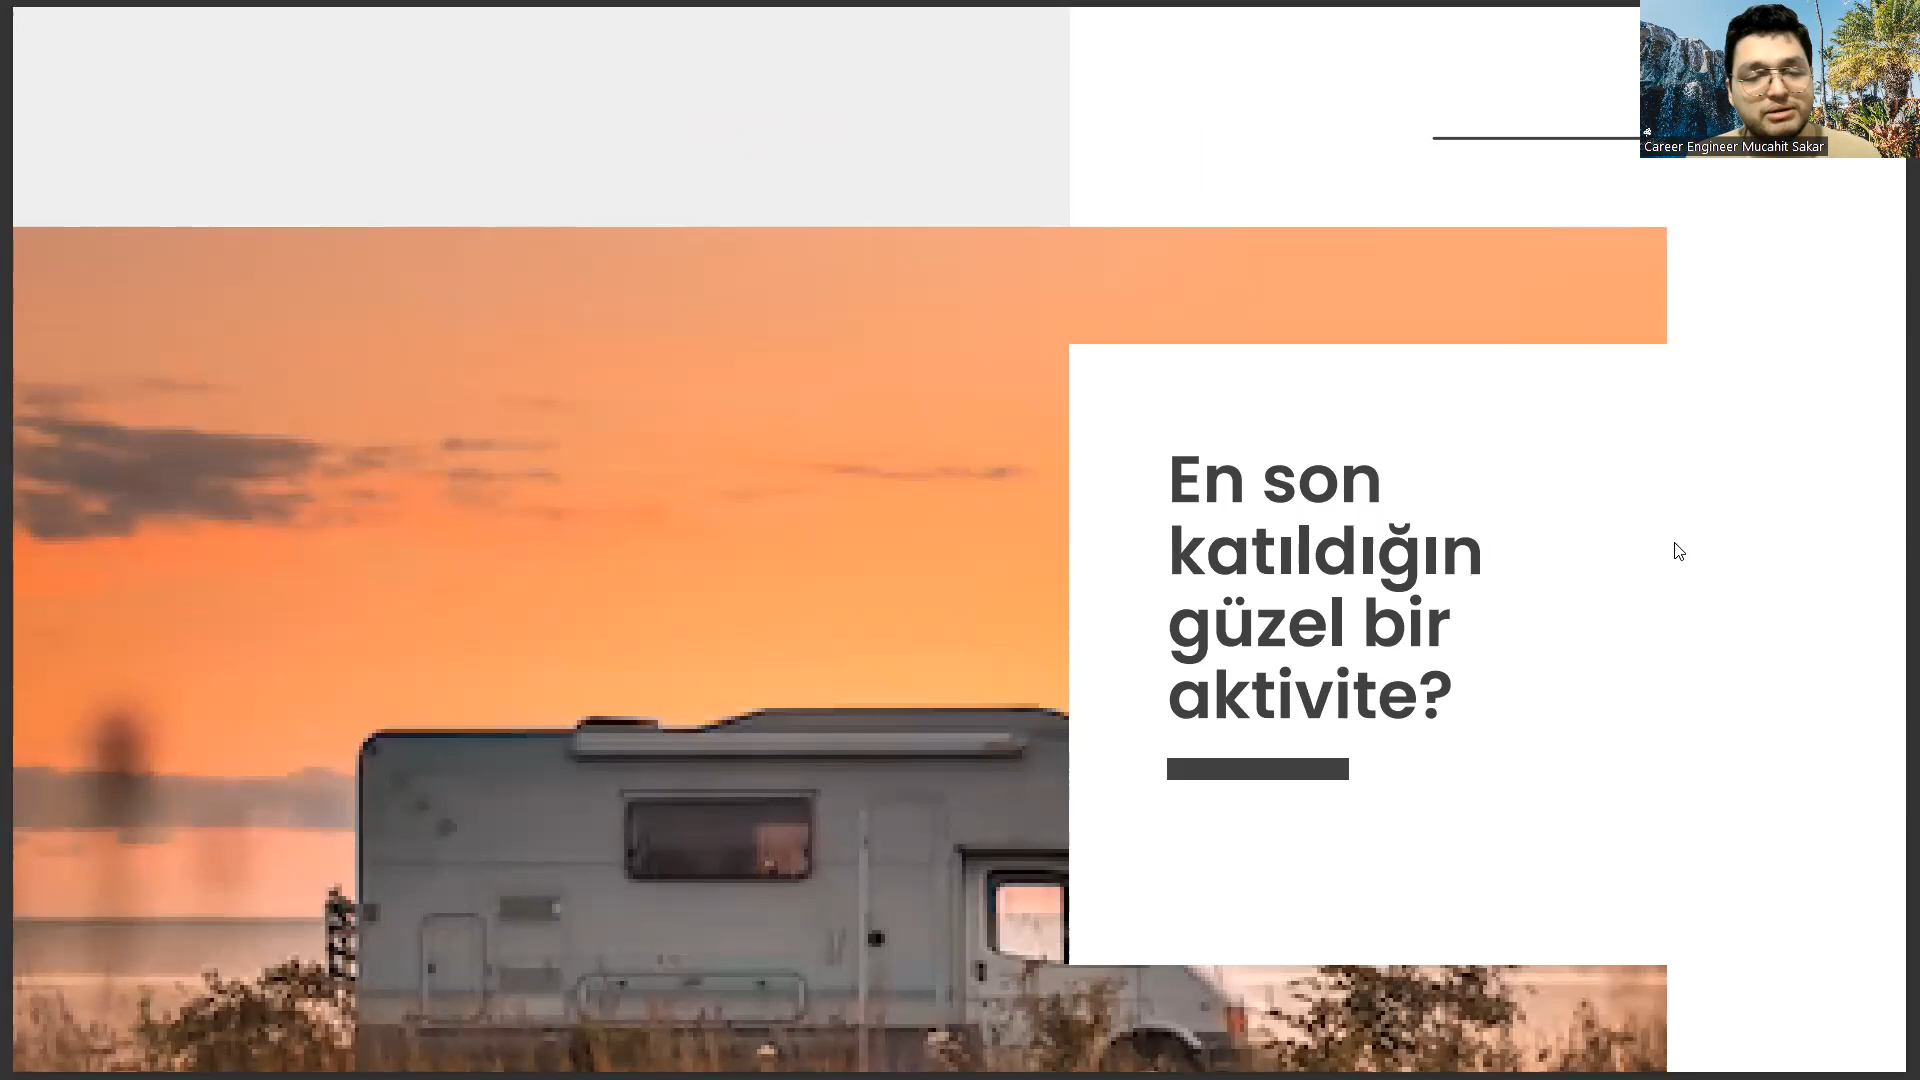 Career Engineer Mucahit Sakar
En son
katıldığın
güzel bir
aktivite?